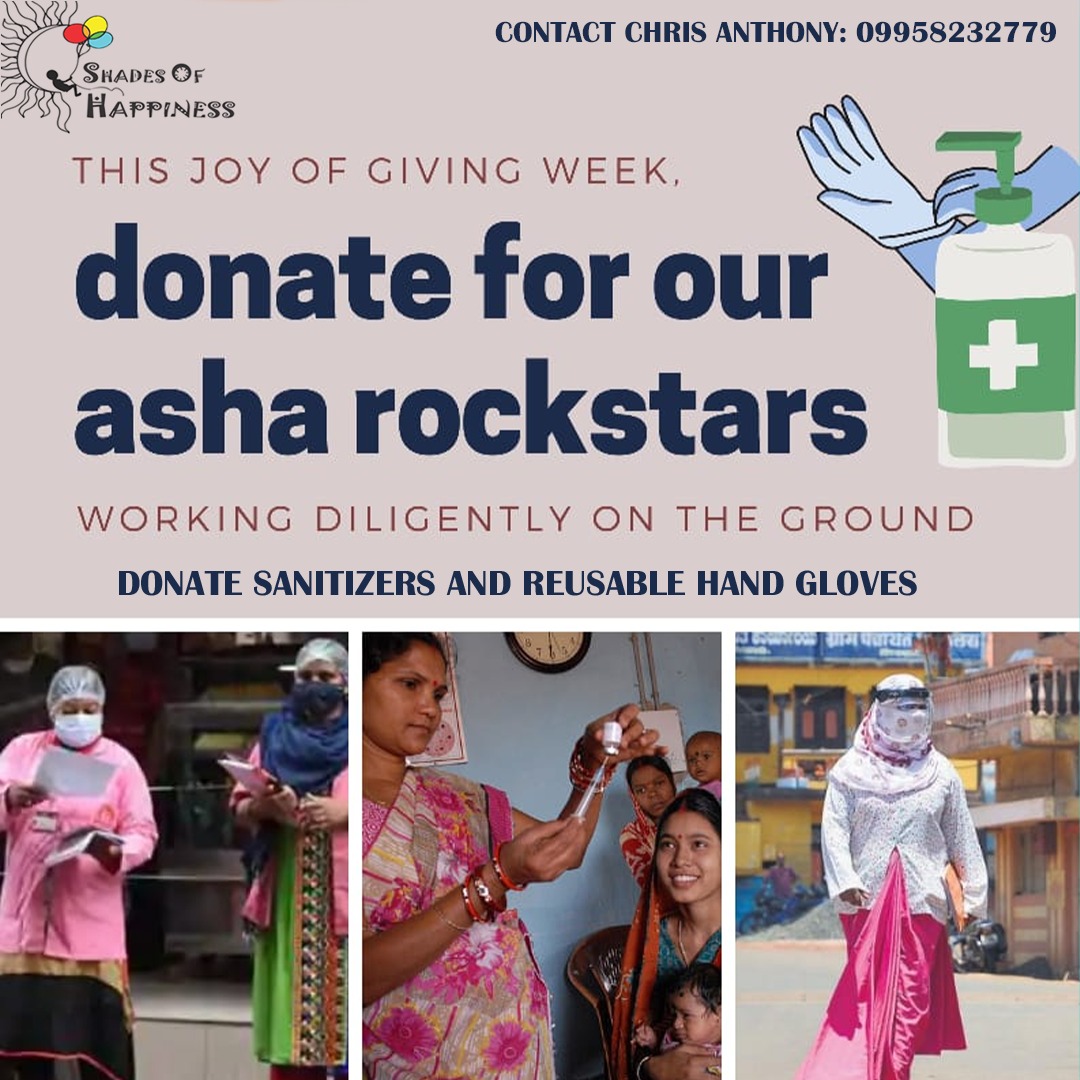 SHADES OF
HAPPINESS
CONTACT CHRIS ANTHONY: 09958232779
THIS JOY OF GIVING WEEK,
donate for our
asha rockstars
WORKING DILIGENTLY ON THE GROUND
DONATE SANITIZERS AND REUSABLE HAND GLOVES
ग्राम पंचायत